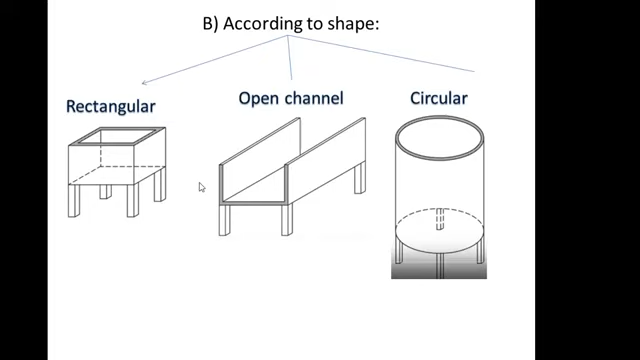 B) According to shape:
Rectangular
Open channel
Circular